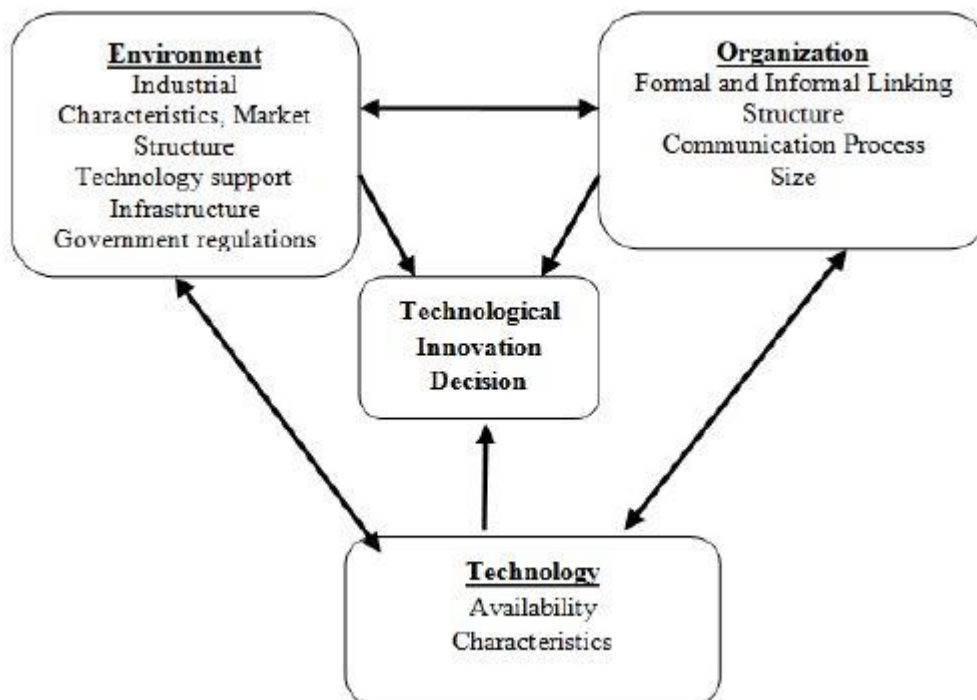 Environment
Industrial
Characteristics, Market
Structure
Technology support
Infrastructure
Government regulations
Organization
Formal and Informal Linking
Structure
Communication Process
Size
Technological
Innovation
Decision
Technology
Availability
Characteristics